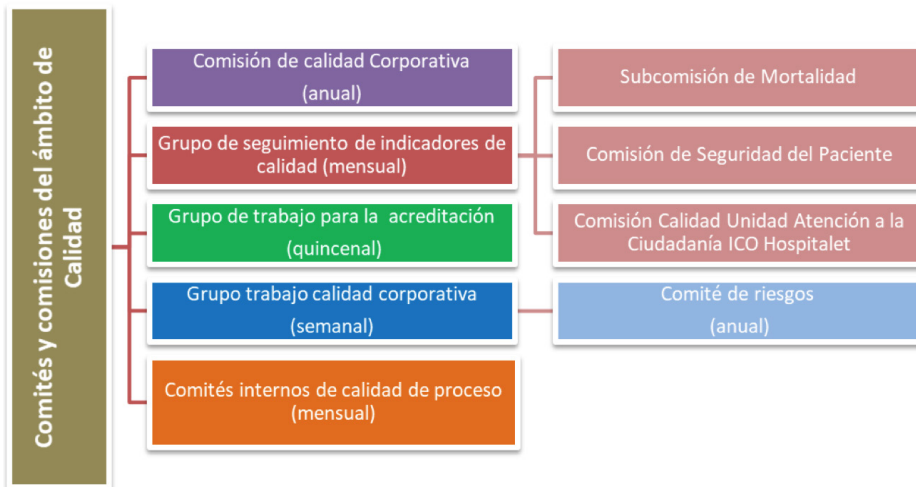 Comités y comisiones del ámbito de
Calidad
Comisión de calidad Corporativa
(anual)
Grupo de seguimiento de indicadores de
calidad (mensual)
Subcomisión de Mortalidad
Comisión de Seguridad del Paciente
Comisión Calidad Unidad Atención a la
Ciudadanía ICO Hospitalet
Grupo de trabajo para la acreditación
(quincenal)
Grupo trabajo calidad corporativa
(semanal)
Comité de riesgos
(anual)
Comités internos de calidad de proceso
(mensual)